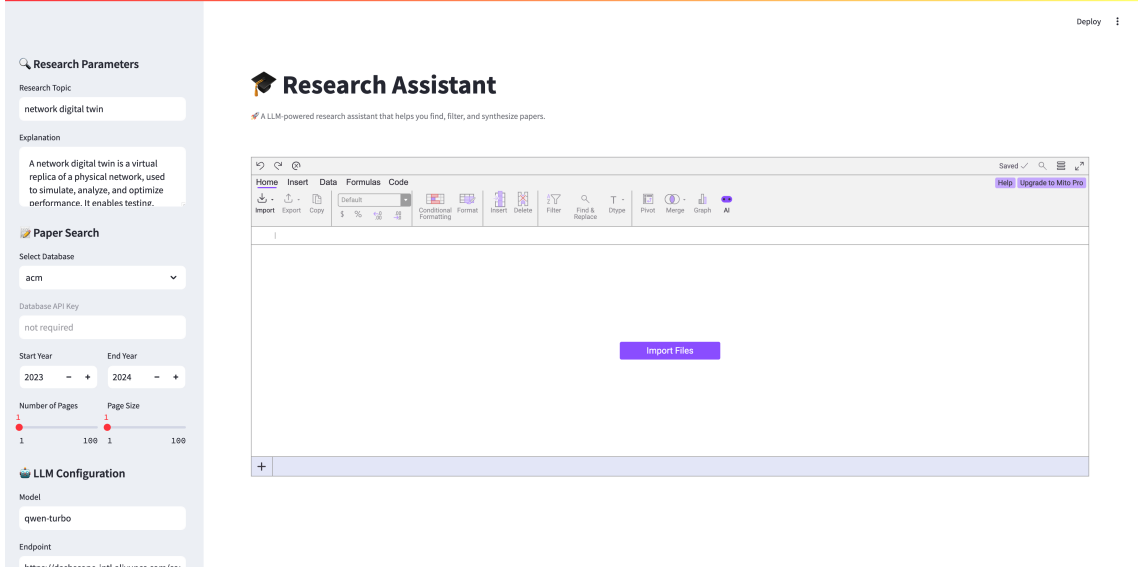 Deploy
Research Parameters
Research Topic
network digital twin
Explanation
A network digital twin is a virtual
replica of a physical network, used
to simulate, analyze, and optimize
performance. It enables testing,
Paper Search
Select Database
acm
Database API Key
not required
Start Year End Year
2023 − + 2024 − +
Number of Pages Page Size
1 1
1 100 1 100
LLM Configuration
Model
qwen-turbo
Endpoint
Research Assistant
A LLM-powered research assistant that helps you find, filter, and synthesize papers.
Saved
Home Insert Data Formulas Code
Help Upgrade to Mito Pro
Default
$ %
Import Export Copy Conditional Formatting Format Insert Delete Filter Find & Replace Dtype Pivot Merge Graph AI
Import Files
+